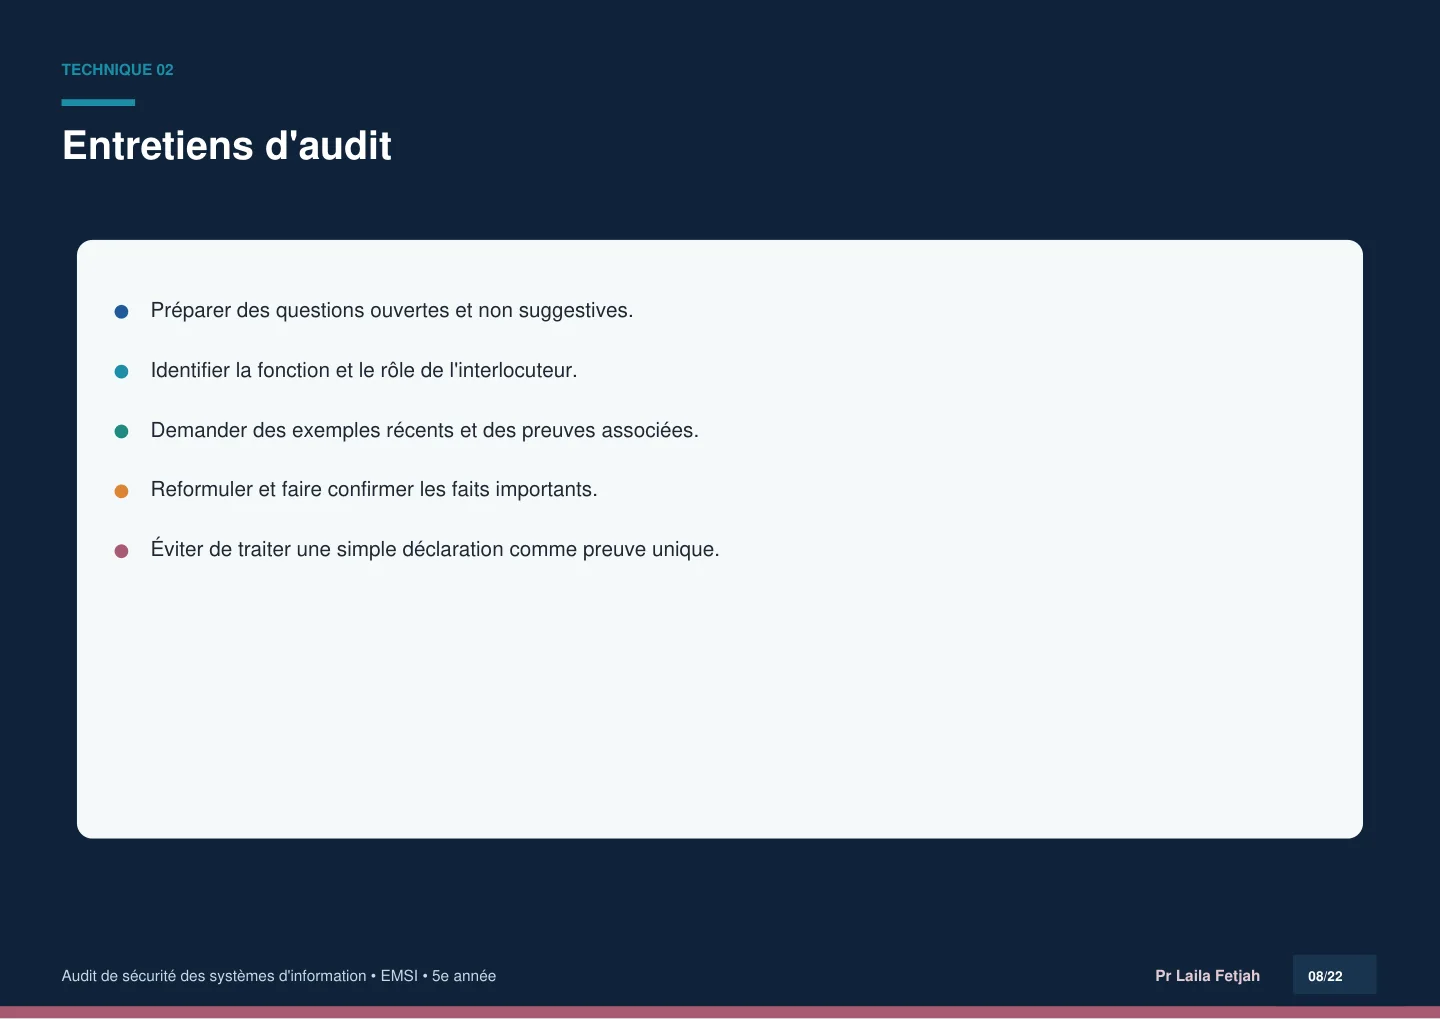 TECHNIQUE 02
Entretiens d'audit
Préparer des questions ouvertes et non suggestives.
Identifier la fonction et le rôle de l'interlocuteur.
Demander des exemples récents et des preuves associées.
Reformuler et faire confirmer les faits importants.
Éviter de traiter une simple déclaration comme preuve unique.
Audit de sécurité des systèmes d'information • EMSI • 5e année
Pr Laila Fetjah
08/22